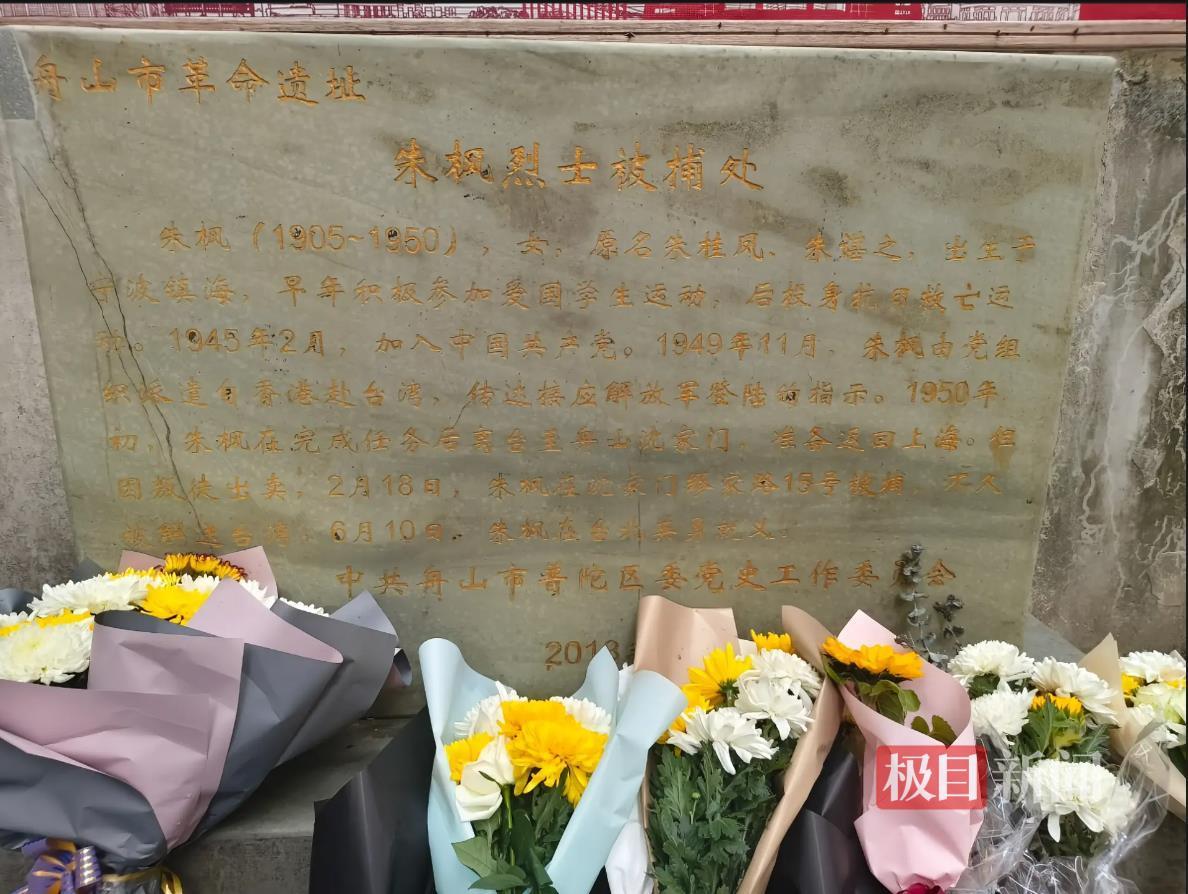 舟山市革命遗址
朱枫烈士被捕处
朱枫（1905~1950），女，原名朱桂凤、朱谌之，出生于
宁波镇海，早年积极参加爱国学生运动，后投身抗日救亡运
动。1945年2月，加入中国共产党。1949年11月，朱枫由党组
织派遣自香港赴台湾，传达接应解放军登陆的指示。1950年
初，朱枫在完成任务后离台至舟山沈家门，准备返回上海。但
因叛徒出卖，2月18日，朱枫在沈家门缪家塘15号被捕，不久
被解送台湾。6月10日，朱枫在台北英勇就义。
中共舟山市普陀区委党史工作委员会
2013
极目新闻